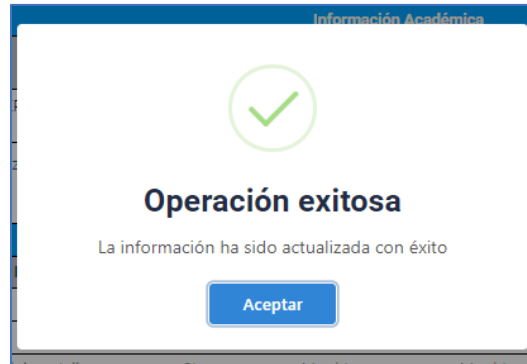 Información Académica
Operación exitosa
La información ha sido actualizada con éxito
Aceptar